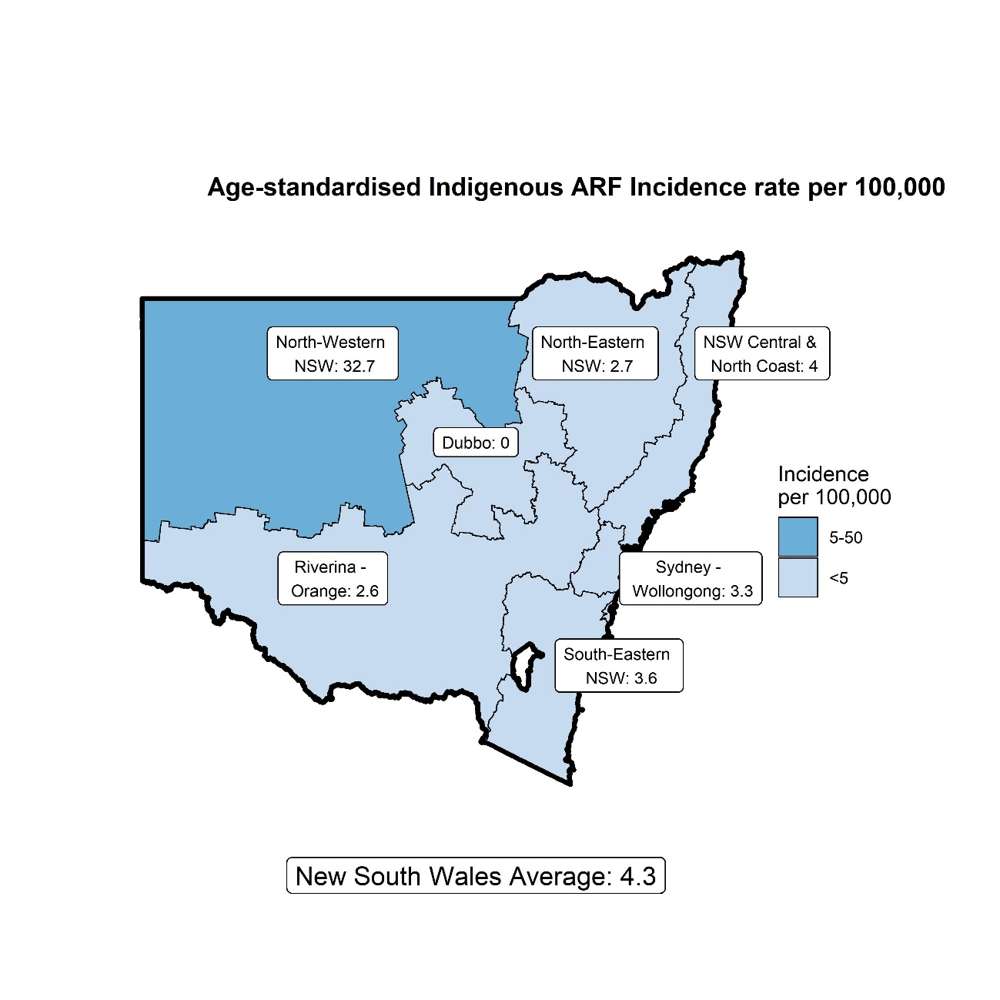 Age-standardised Indigenous ARF Incidence rate per 100,000
North-Western
NSW: 32.7
North-Eastern
NSW: 2.7
NSW Central &
North Coast: 4
Dubbo: 0
Incidence
per 100,000
5-50
<5
Riverina -
Orange: 2.6
Sydney -
Wollongong: 3.3
South-Eastern
NSW: 3.6
New South Wales Average: 4.3